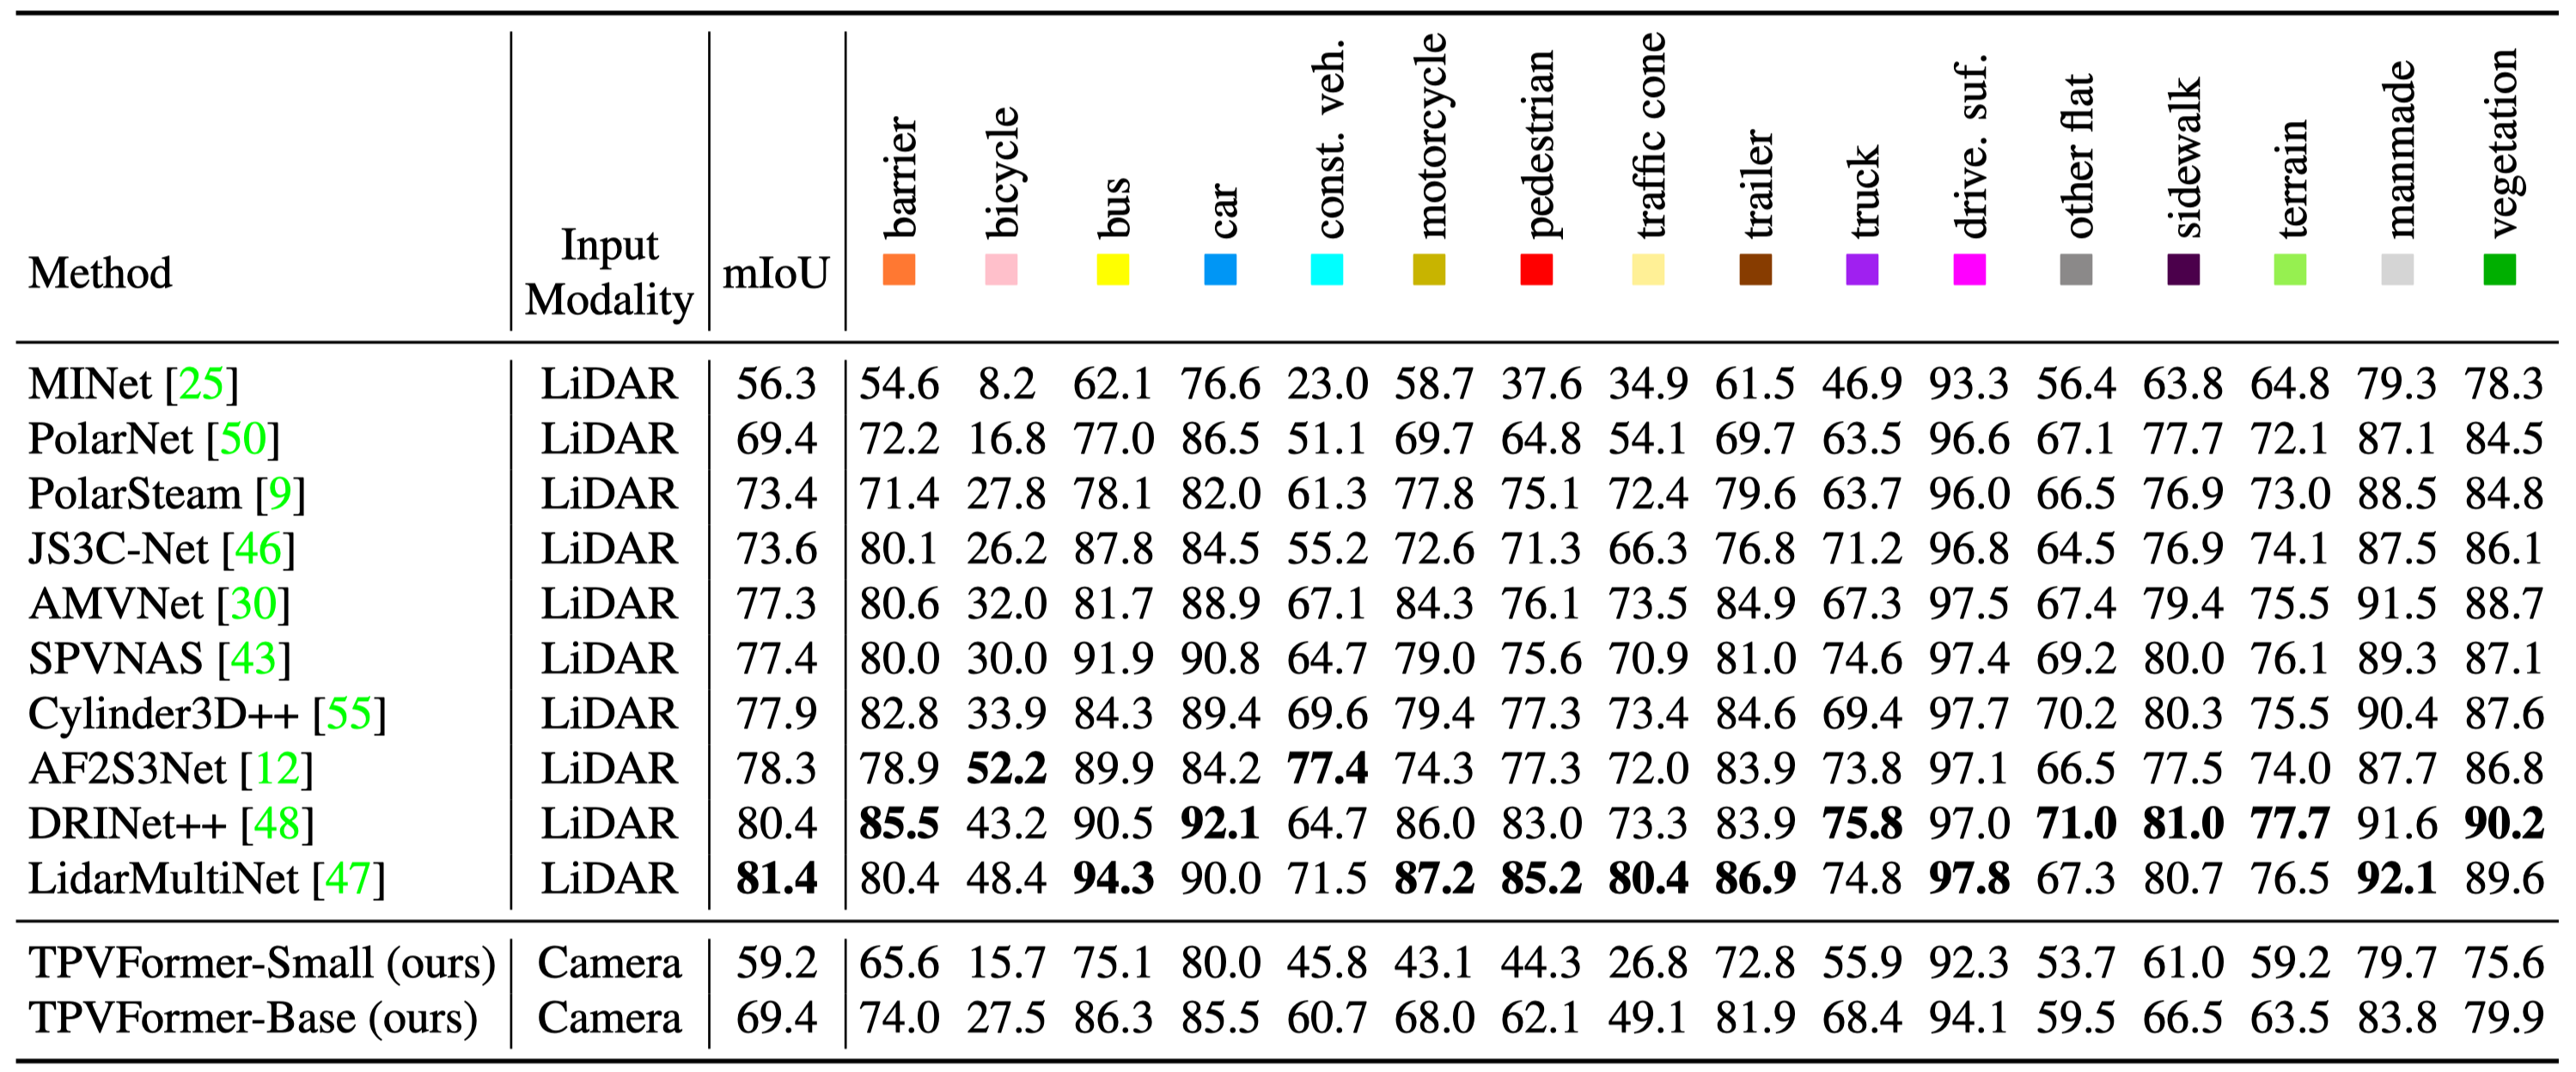 Method Input Modality mIoU barrier bicycle bus car const. veh. motorcycle pedestrian traffic cone trailer truck drive. suf. other flat sidewalk terrain manmade vegetation
MINet [25] LiDAR 56.3 54.6 8.2 62.1 76.6 23.0 58.7 37.6 34.9 61.5 46.9 93.3 56.4 63.8 64.8 79.3 78.3
PolarNet [50] LiDAR 69.4 72.2 16.8 77.0 86.5 51.1 69.7 64.8 54.1 69.7 63.5 96.6 67.1 77.7 72.1 87.1 84.5
PolarSteam [9] LiDAR 73.4 71.4 27.8 78.1 82.0 61.3 77.8 75.1 72.4 79.6 63.7 96.0 66.5 76.9 73.0 88.5 84.8
JS3C-Net [46] LiDAR 73.6 80.1 26.2 87.8 84.5 55.2 72.6 71.3 66.3 76.8 71.2 96.8 64.5 76.9 74.1 87.5 86.1
AMVNet [30] LiDAR 77.3 80.6 32.0 81.7 88.9 67.1 84.3 76.1 73.5 84.9 67.3 97.5 67.4 79.4 75.5 91.5 88.7
SPVNAS [43] LiDAR 77.4 80.0 30.0 91.9 90.8 64.7 79.0 75.6 70.9 81.0 74.6 97.4 69.2 80.0 76.1 89.3 87.1
Cylinder3D++ [55] LiDAR 77.9 82.8 33.9 84.3 89.4 69.6 79.4 77.3 73.4 84.6 69.4 97.7 70.2 80.3 75.5 90.4 87.6
AF2S3Net [12] LiDAR 78.3 78.9 52.2 89.9 84.2 77.4 74.3 77.3 72.0 83.9 73.8 97.1 66.5 77.5 74.0 87.7 86.8
DRINet++ [48] LiDAR 80.4 85.5 43.2 90.5 92.1 64.7 86.0 83.0 73.3 83.9 75.8 97.0 71.0 81.0 77.7 91.6 90.2
LidarMultiNet [47] LiDAR 81.4 80.4 48.4 94.3 90.0 71.5 87.2 85.2 80.4 86.9 74.8 97.8 67.3 80.7 76.5 92.1 89.6
TPVFormer-Small (ours) Camera 59.2 65.6 15.7 75.1 80.0 45.8 43.1 44.3 26.8 72.8 55.9 92.3 53.7 61.0 59.2 79.7 75.6
TPVFormer-Base (ours) Camera 69.4 74.0 27.5 86.3 85.5 60.7 68.0 62.1 49.1 81.9 68.4 94.1 59.5 66.5 63.5 83.8 79.9